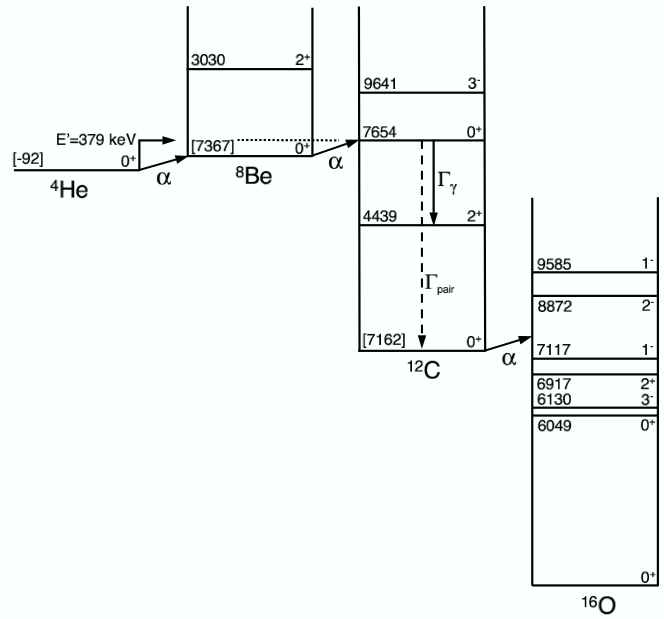 3030 2⁺
9641 3⁻
E'=379 keV
[7367] 0⁺
7654 0⁺
[-92] 0⁺
α
α
⁴He
⁸Be
Γγ
4439 2⁺
9585 1⁻
Γpair
8872 2⁻
[7162] 0⁺
7117 1⁻
α
¹²C
6917 2⁺
6130 3⁻
6049 0⁺
0⁺
¹⁶O